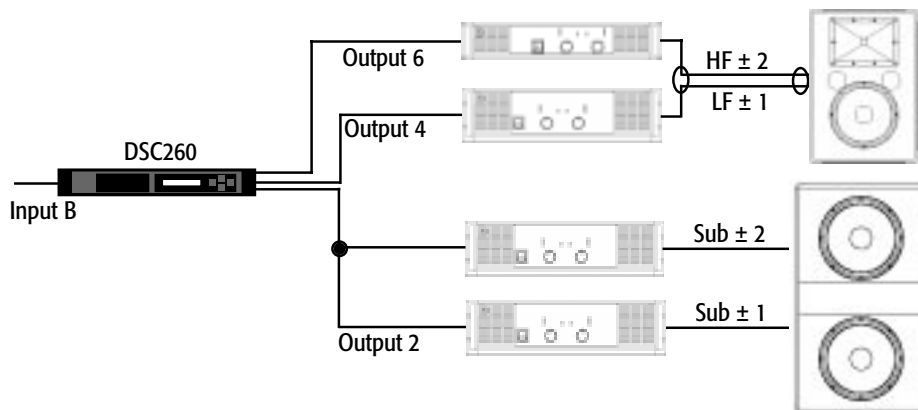 Output 6
HF ± 2
LF ± 1
Output 4
DSC260
Input B
Sub ± 2
Sub ± 1
Output 2